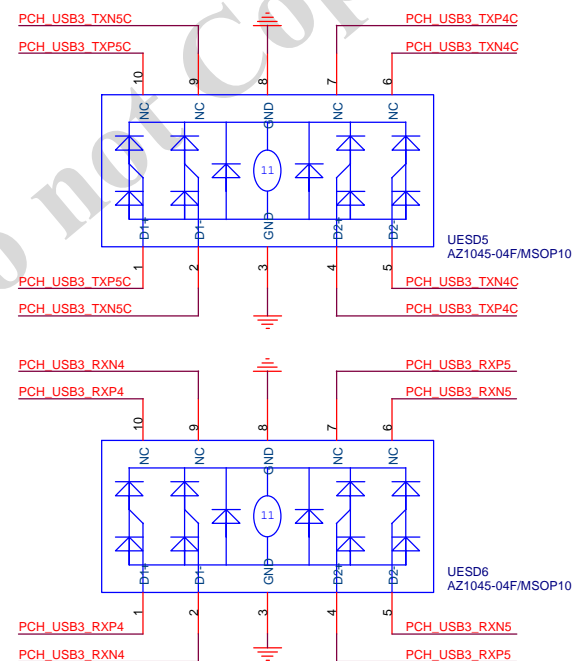 PCH_USB3_TXN5C
PCH_USB3_TXP4C
PCH_USB3_TXP5C
PCH_USB3_TXN4C
10
9
8
7
6
NC
NC
GND
NC
NC
11
D1+
D1-
GND
D2+
D2-
UESD5
AZ1045-04F/MSOP10
1
2
3
4
5
PCH_USB3_TXP5C
PCH_USB3_TXN4C
PCH_USB3_TXN5C
PCH_USB3_TXP4C
PCH_USB3_RXN4
PCH_USB3_RXP5
PCH_USB3_RXP4
PCH_USB3_RXN5
10
9
8
7
6
NC
NC
GND
NC
NC
11
D1+
D1-
GND
D2+
D2-
UESD6
AZ1045-04F/MSOP10
1
2
3
4
5
PCH_USB3_RXP4
PCH_USB3_RXN5
PCH_USB3_RXN4
PCH_USB3_RXP5
not Cop